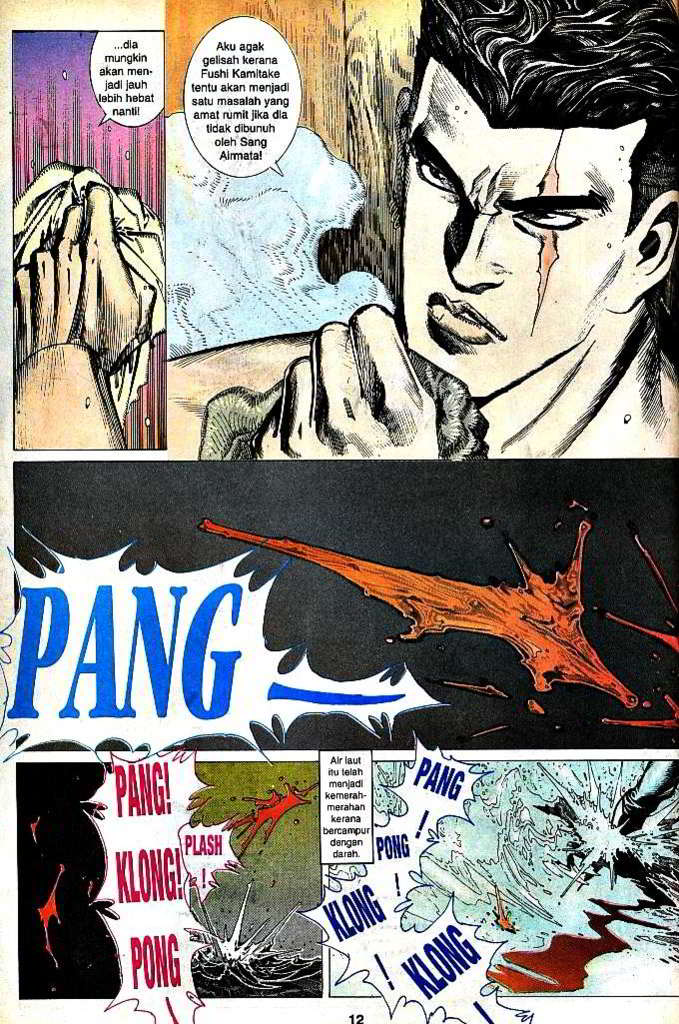 ...dia
mungkin
akan men-
jadi jauh
lebih hebat
nanti!
Aku agak
gelisah kerana
Fushi Kamitake
tentu akan menjadi
satu masalah yang
amat rumit jika dia
tidak dibunuh
oleh Sang
Airmata!
PANG
PANG!
KLONG!
PONG
PLASH
!
Air laut
itu telah
menjadi
kemerah-
merahan
kerana
bercampur
dengan
darah.
PANG
!
PONG
!
KLONG
!
KLONG
!
12